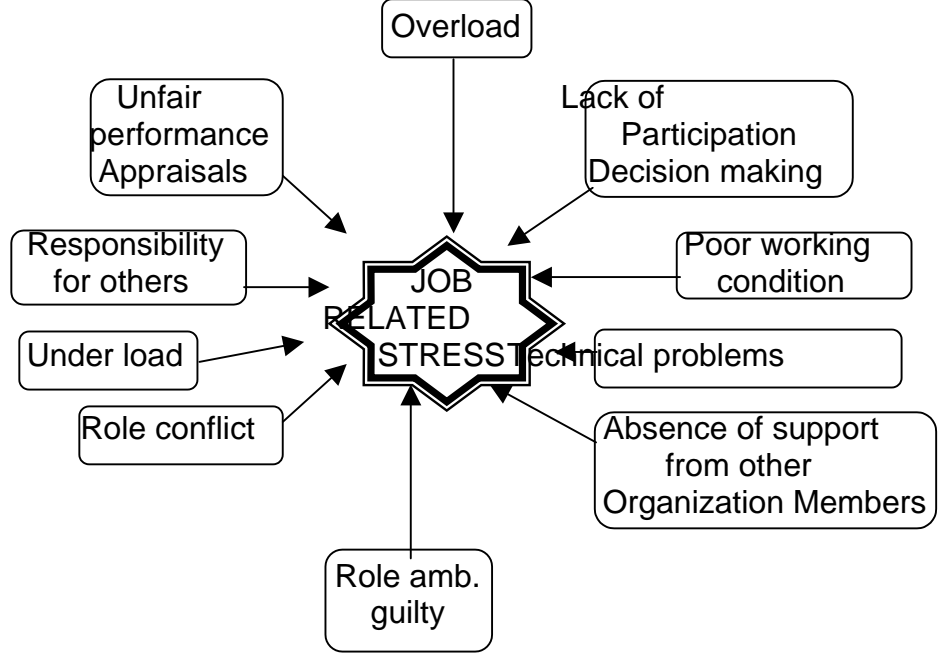 Overload
Unfair
performance
Appraisals
Lack of
Participation
Decision making
Responsibility
for others
Poor working
condition
JOB
RELATED
STRESS
Technical problems
Under load
Role conflict
Absence of support
from other
Organization Members
Role amb.
guilty